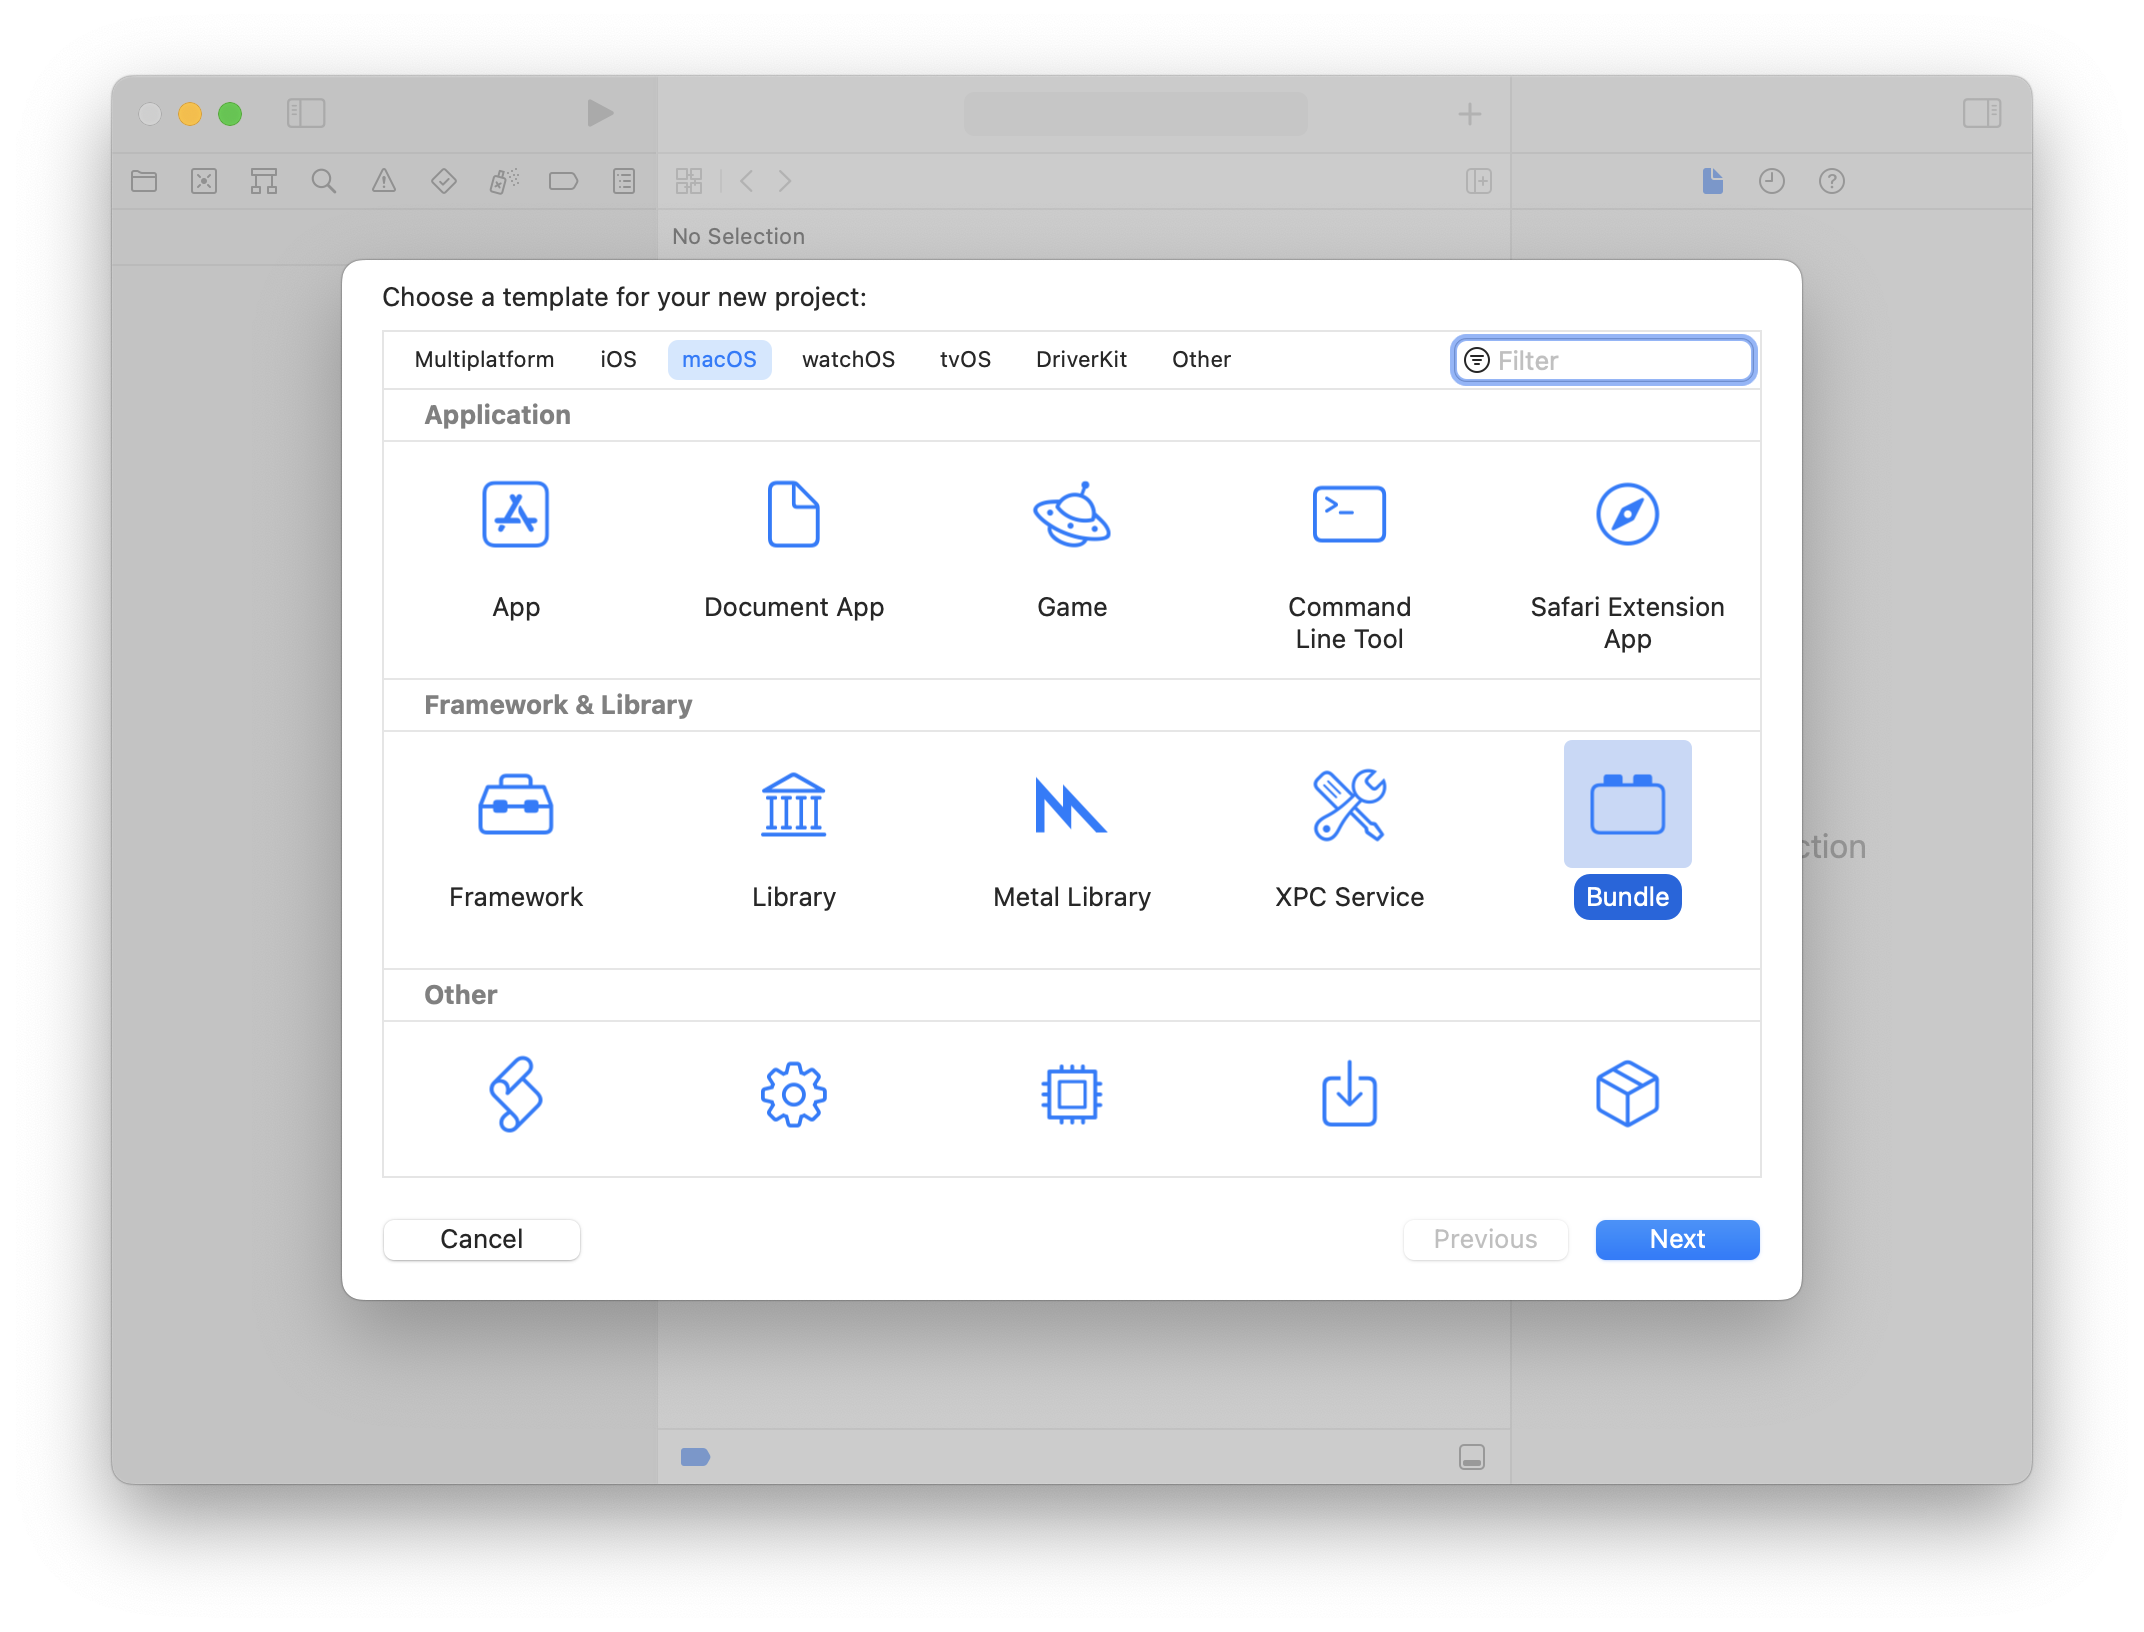 No Selection
Choose a template for your new project:
Multiplatform iOS macOS watchOS tvOS DriverKit Other Filter
Application
App Document App Game Command Line Tool Safari Extension App
Framework & Library
Framework Library Metal Library XPC Service Bundle
ction
Other
Cancel Previous Next